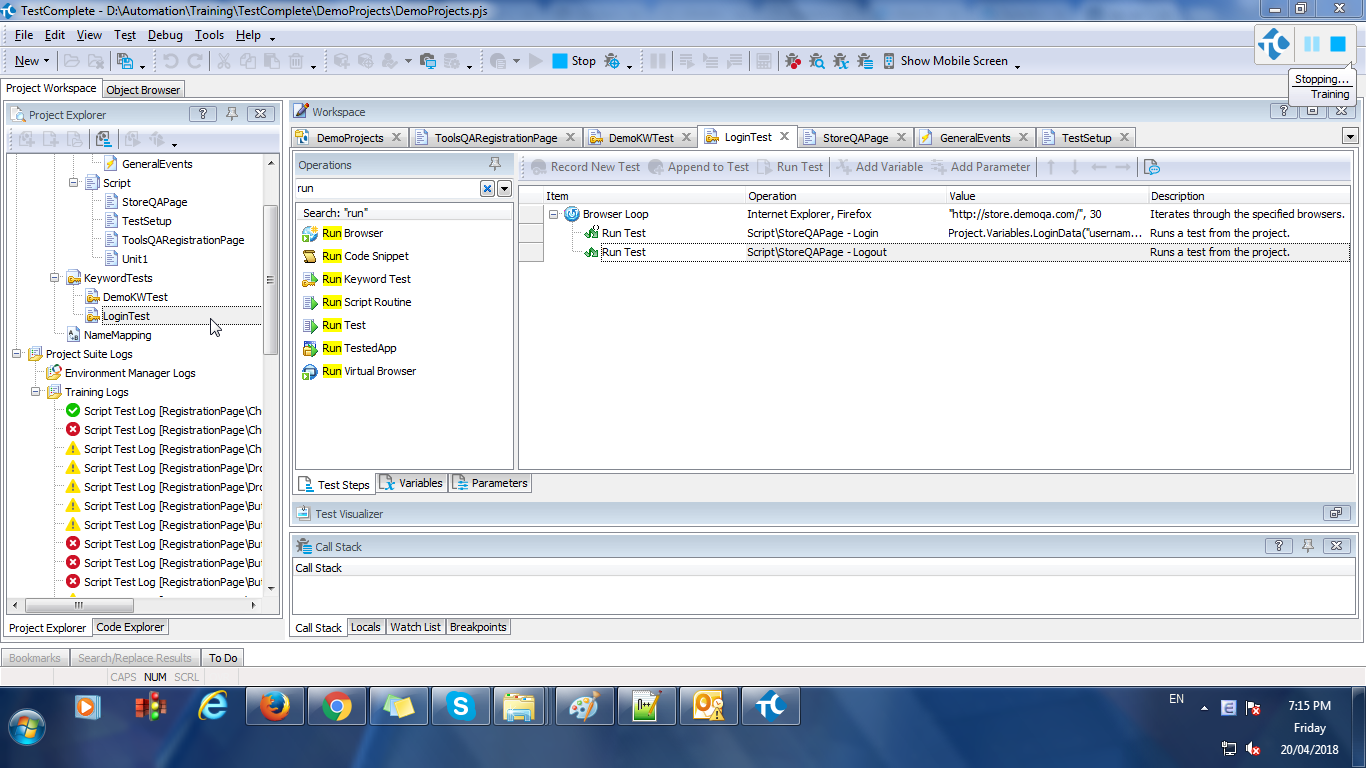 TestComplete - D:\Automation\Training\TestComplete\DemoProjects\DemoProjects.pjs
File Edit View Test Debug Tools Help
New Stop Show Mobile Screen
Stopping...
Training
Project Workspace Object Browser
Project Explorer
GeneralEvents
Script
StoreQAPage
TestSetup
ToolsQARegistrationPage
Unit1
KeywordTests
DemoKWTest
LoginTest
NameMapping
Project Suite Logs
Environment Manager Logs
Training Logs
Script Test Log [RegistrationPage\Ch
Script Test Log [RegistrationPage\Ch
Script Test Log [RegistrationPage\Ch
Script Test Log [RegistrationPage\Dro
Script Test Log [RegistrationPage\Dro
Script Test Log [RegistrationPage\But
Script Test Log [RegistrationPage\But
Script Test Log [RegistrationPage\But
Script Test Log [RegistrationPage\But
Script Test Log [RegistrationPage\But
Project Explorer Code Explorer
Workspace
DemoProjects ToolsQARegistrationPage DemoKWTest LoginTest StoreQAPage GeneralEvents TestSetup
Operations
run
Search: "run"
Run Browser
Run Code Snippet
Run Keyword Test
Run Script Routine
Run Test
Run TestedApp
Run Virtual Browser
Record New Test Append to Test Run Test Add Variable Add Parameter
Item Operation Value Description
Browser Loop Internet Explorer, Firefox "http://store.demoqa.com/", 30 Iterates through the specified browsers.
Run Test Script\StoreQAPage - Login Project.Variables.LoginData("usernam... Runs a test from the project.
Run Test Script\StoreQAPage - Logout Runs a test from the project.
Test Steps Variables Parameters
Test Visualizer
Call Stack
Call Stack
Call Stack Locals Watch List Breakpoints
Bookmarks Search/Replace Results To Do
CAPS NUM SCRL
EN
7:15 PM
Friday
20/04/2018